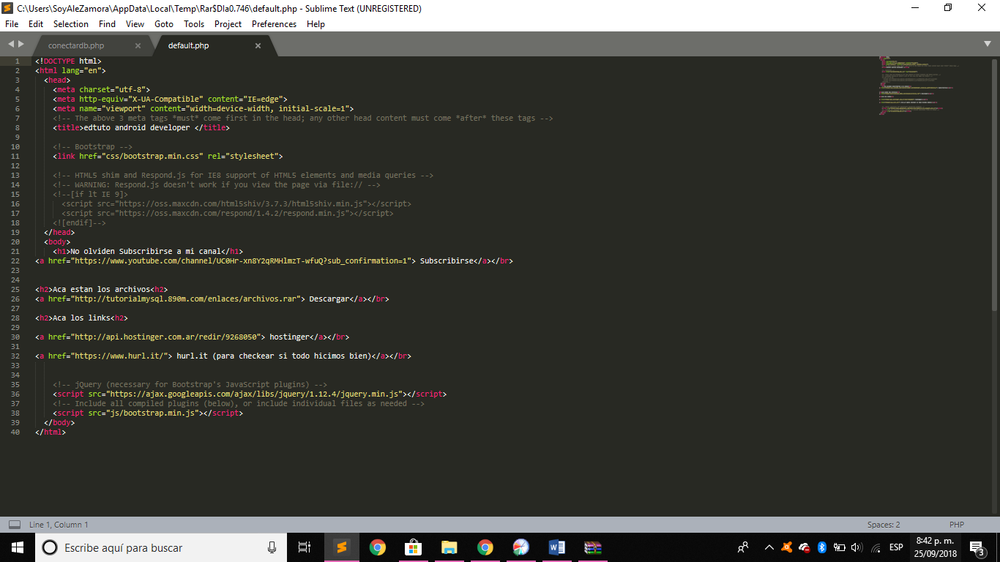 C:\Users\SoyAleZamora\AppData\Local\Temp\Rar$DIa0.746\default.php - Sublime Text (UNREGISTERED)
File Edit Selection Find View Goto Tools Project Preferences Help
conectardb.php default.php
1 <!DOCTYPE html>
2 <html lang="en">
3 <head>
4 <meta charset="utf-8">
5 <meta http-equiv="X-UA-Compatible" content="IE=edge">
6 <meta name="viewport" content="width=device-width, initial-scale=1">
7 <!-- The above 3 meta tags *must* come first in the head; any other head content must come *after* these tags -->
8 <title>edtuto android developer </title>
9
10 <!-- Bootstrap -->
11 <link href="css/bootstrap.min.css" rel="stylesheet">
12
13 <!-- HTML5 shim and Respond.js for IE8 support of HTML5 elements and media queries -->
14 <!-- WARNING: Respond.js doesn't work if you view the page via file:// -->
15 <!--[if lt IE 9]>
16 <script src="https://oss.maxcdn.com/html5shiv/3.7.3/html5shiv.min.js"></script>
17 <script src="https://oss.maxcdn.com/respond/1.4.2/respond.min.js"></script>
18 <![endif]-->
19 </head>
20 <body>
21 <h1>No olviden Subscribirse a mi canal</h1>
22 <a href="https://www.youtube.com/channel/UC0Hr-xn8Y2qRMHlmzT-wfuQ?sub_confirmation=1"> Subscribirse</a></br>
23
24
25 <h2>Aca estan los archivos<h2>
26 <a href="http://tutorialmysql.890m.com/enlaces/archivos.rar"> Descargar</a></br>
27
28 <h2>Aca los links<h2>
29
30 <a href="http://api.hostinger.com.ar/redir/9268050"> hostinger</a></br>
31
32 <a href="https://www.hurl.it/"> hurl.it (para checkear si todo hicimos bien)</a></br>
33
34
35 <!-- jQuery (necessary for Bootstrap's JavaScript plugins) -->
36 <script src="https://ajax.googleapis.com/ajax/libs/jquery/1.12.4/jquery.min.js"></script>
37 <!-- Include all compiled plugins (below), or include individual files as needed -->
38 <script src="js/bootstrap.min.js"></script>
39 </body>
40 </html>
Line 1, Column 1 Spaces: 2 PHP
Escribe aquí para buscar
ESP
8:42 p. m.
25/09/2018
3